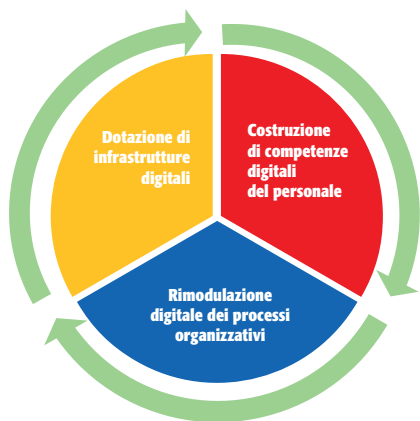 Dotazione di
infrastrutture
digitali
Costruzione
di competenze
digitali
del personale
Rimodulazione
digitale dei processi
organizzativi